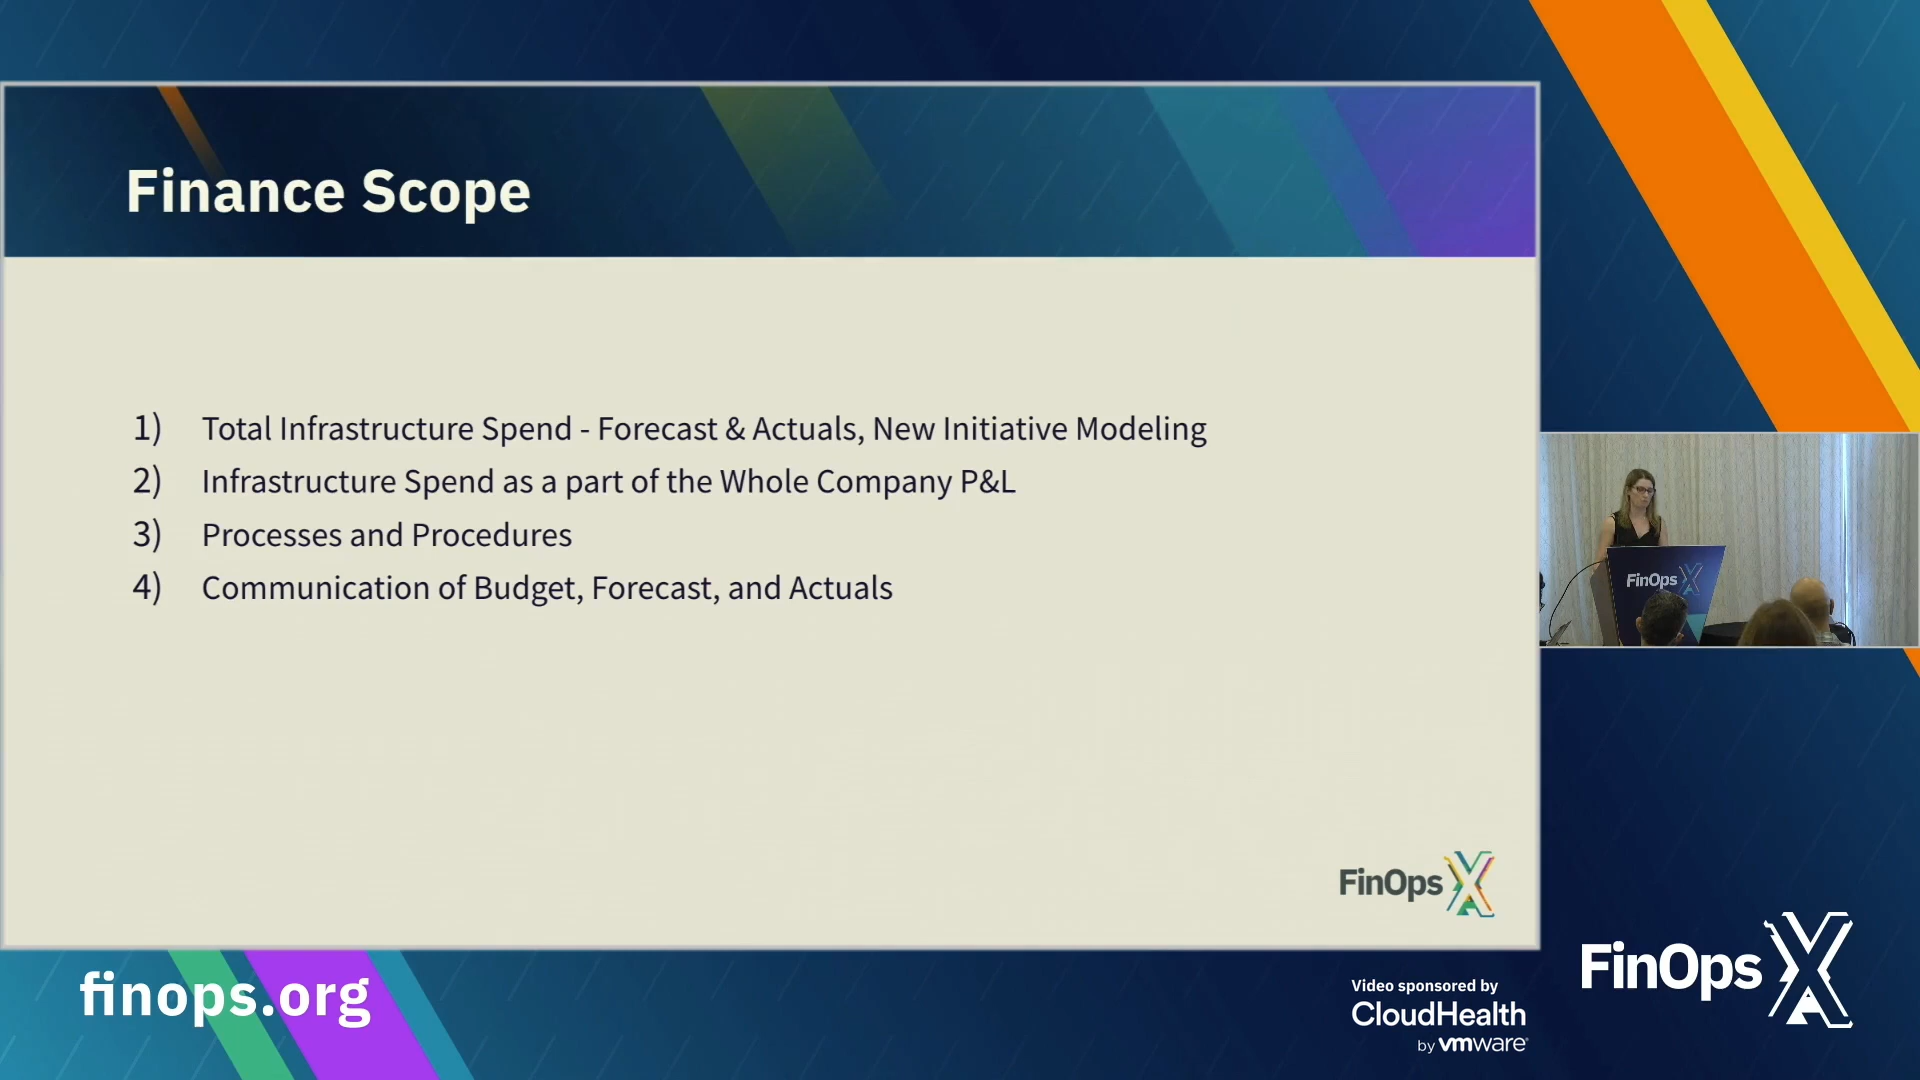 Finance Scope
1) Total Infrastructure Spend - Forecast & Actuals, New Initiative Modeling
2) Infrastructure Spend as a part of the Whole Company P&L
3) Processes and Procedures
4) Communication of Budget, Forecast, and Actuals
FinOps X
FinOps X
finops.org
Video sponsored by
CloudHealth
by vmware
FinOps X